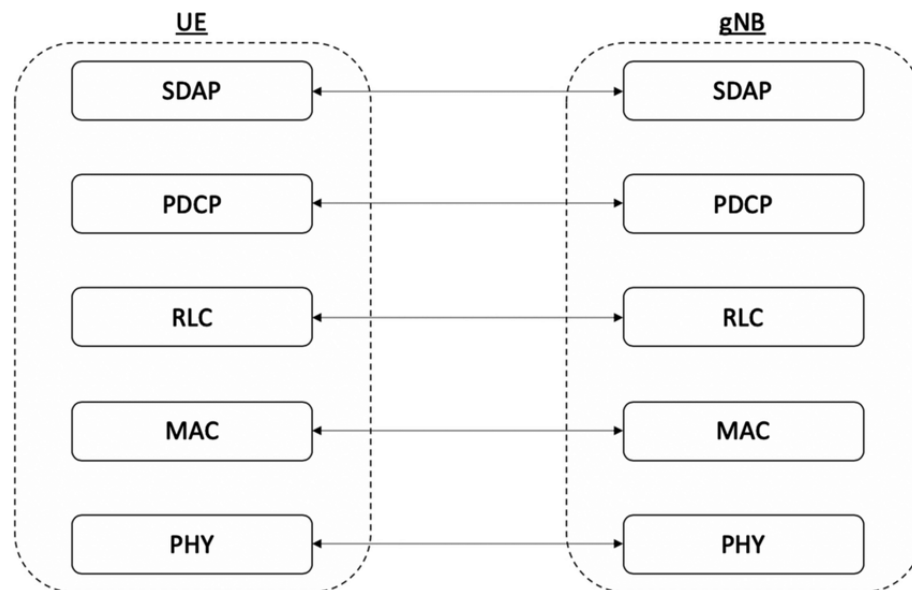 UE gNB
SDAP SDAP
PDCP PDCP
RLC RLC
MAC MAC
PHY PHY